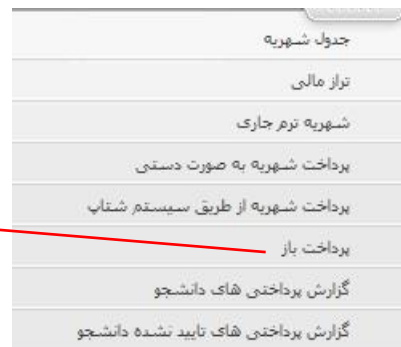 جدول شهریه
تراز مالی
شهریه ترم جاری
پرداخت شهریه به صورت دستی
پرداخت شهریه از طریق سیستم شتاب
پرداخت باز
گزارش پرداختی های دانشجو
گزارش پرداختی های تایید نشده دانشجو